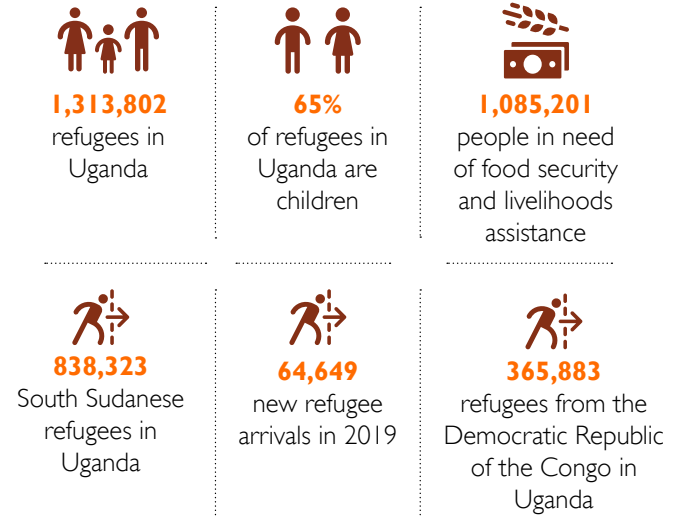 1,313,802
refugees in
Uganda
65%
of refugees in
Uganda are
children
1,085,201
people in need
of food security
and livelihoods
assistance
838,323
South Sudanese
refugees in
Uganda
64,649
new refugee
arrivals in 2019
365,883
refugees from the
Democratic Republic
of the Congo in
Uganda